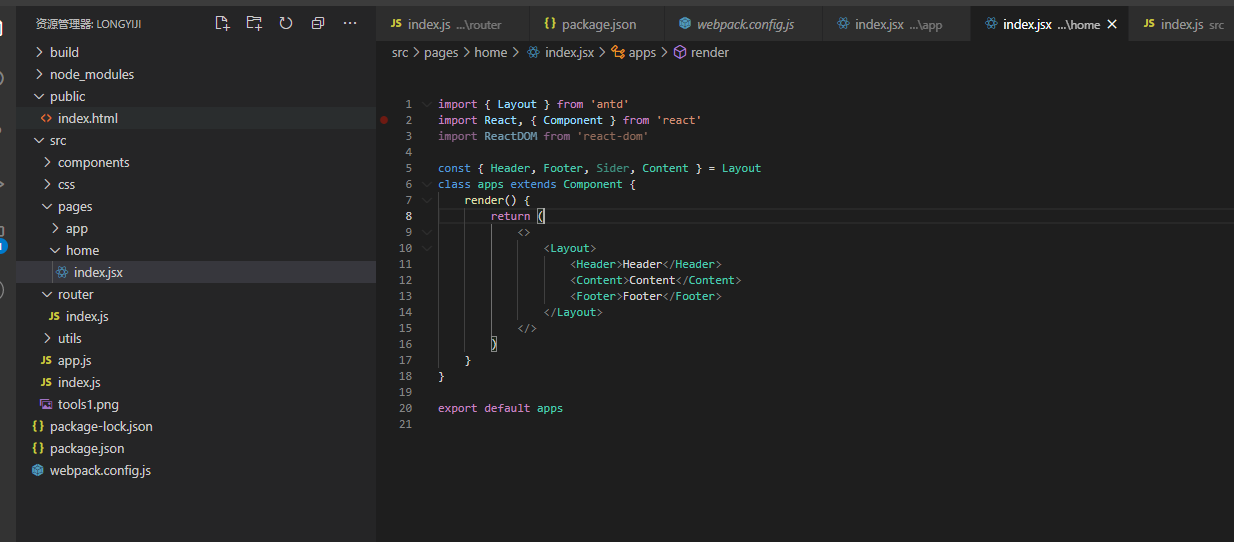 资源管理器: LONGYIJI
build
node_modules
public
<> index.html
src
components
css
pages
app
home
index.jsx
router
JS index.js
utils
JS app.js
JS index.js
tools1.png
{} package-lock.json
{} package.json
webpack.config.js
JS index.js ...\router {} package.json webpack.config.js index.jsx ...\app index.jsx ...\home JS index.js src
src > pages > home > index.jsx > apps > render
1 import { Layout } from 'antd'
2 import React, { Component } from 'react'
3 import ReactDOM from 'react-dom'
4
5 const { Header, Footer, Sider, Content } = Layout
6 class apps extends Component {
7 render() {
8 return (
9 <>
10 <Layout>
11 <Header>Header</Header>
12 <Content>Content</Content>
13 <Footer>Footer</Footer>
14 </Layout>
15 </>
16 )
17 }
18 }
19
20 export default apps
21